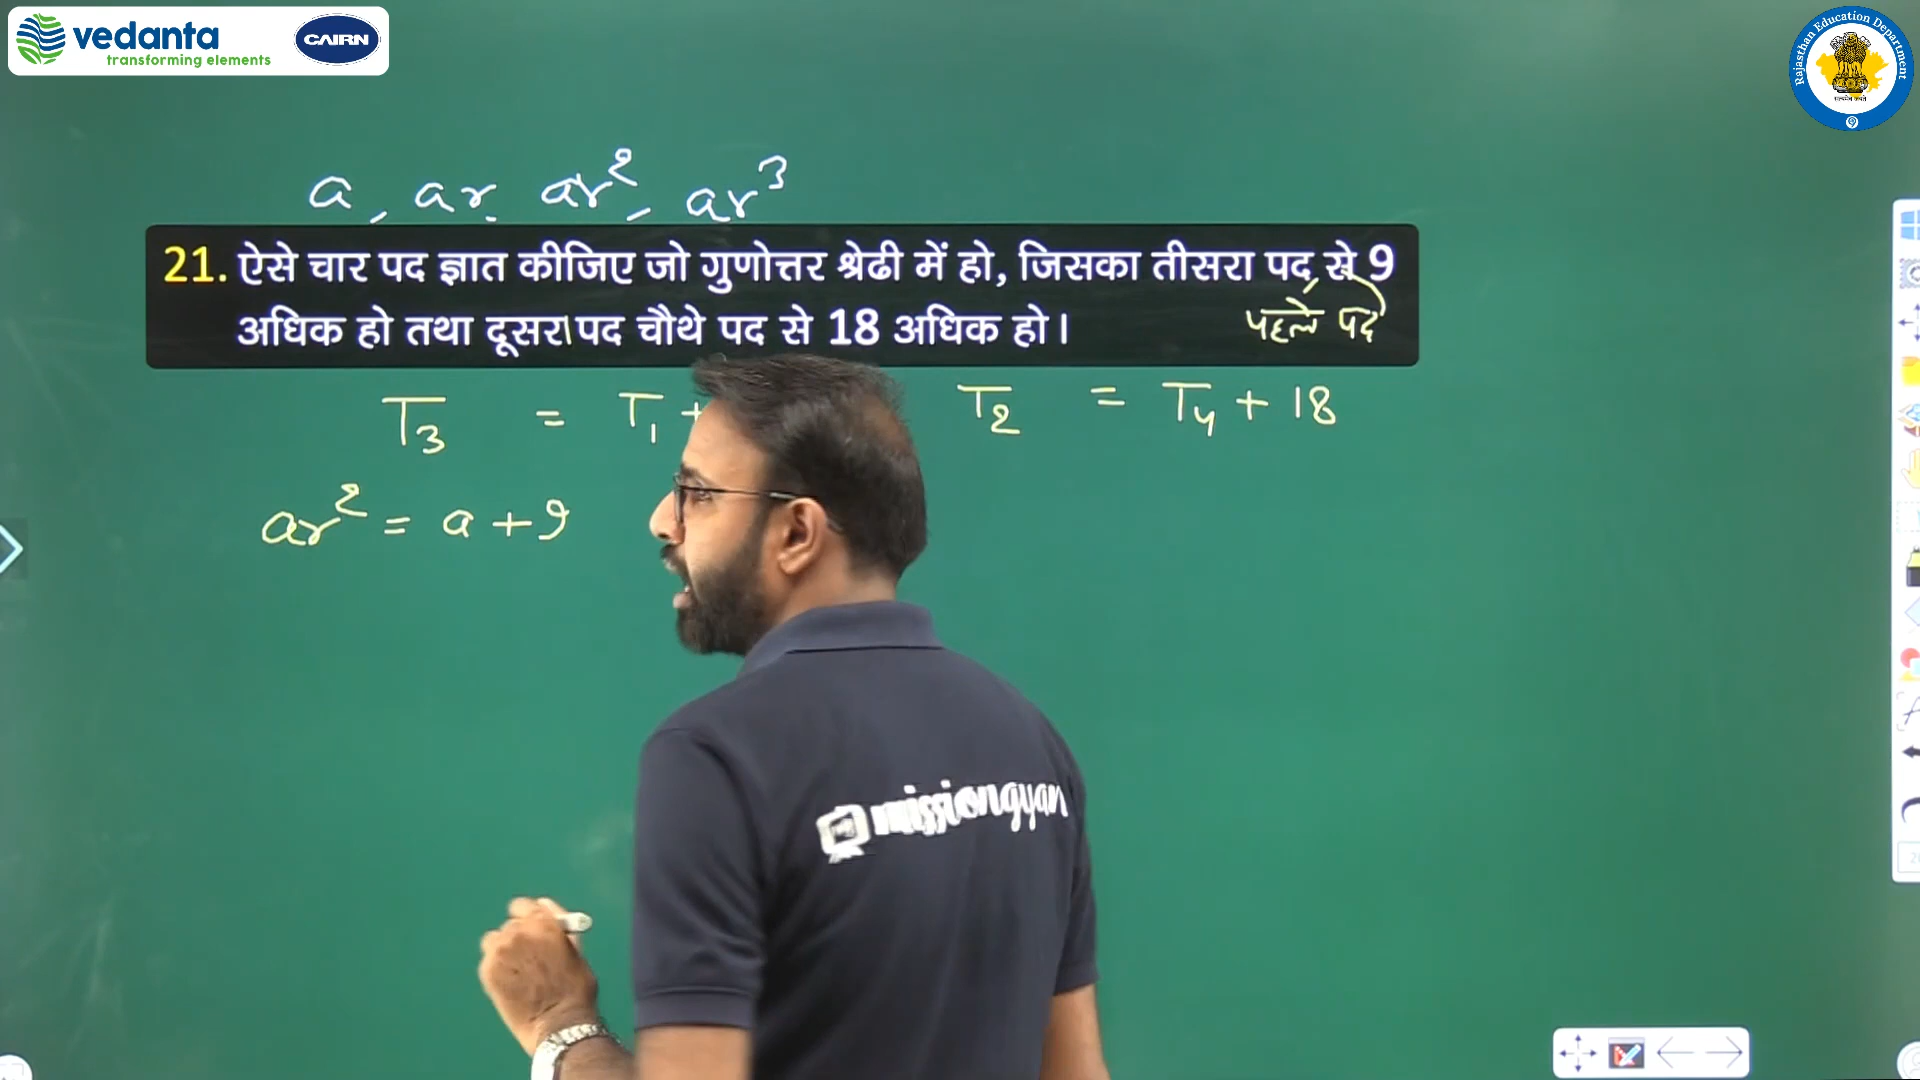 vedanta
transforming elements
CAIRN
Rajasthan Education Department
a, ar, ar², ar³
21. ऐसे चार पद ज्ञात कीजिए जो गुणोत्तर श्रेढी में हो, जिसका तीसरा पद, से 9
पहले पद
अधिक हो तथा दूसरा पद चौथे पद से 18 अधिक हो।
T₃ = T₁ +
T₂ = T₄ + 18
ar² = a + 9
missiongyan